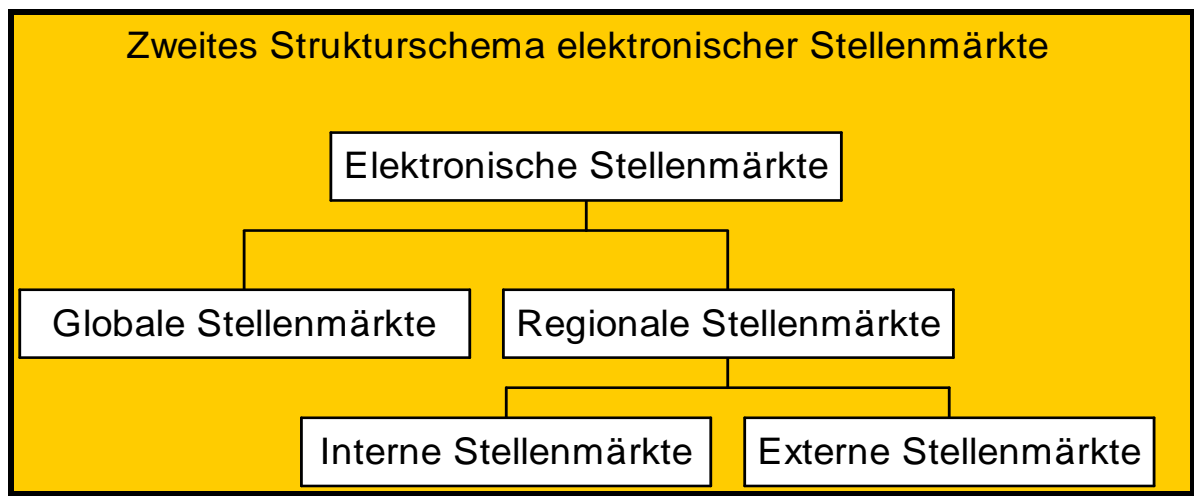 Zweites Strukturschema elektronischer Stellenmärkte
Elektronische Stellenmärkte
Globale Stellenmärkte
Regionale Stellenmärkte
Interne Stellenmärkte
Externe Stellenmärkte